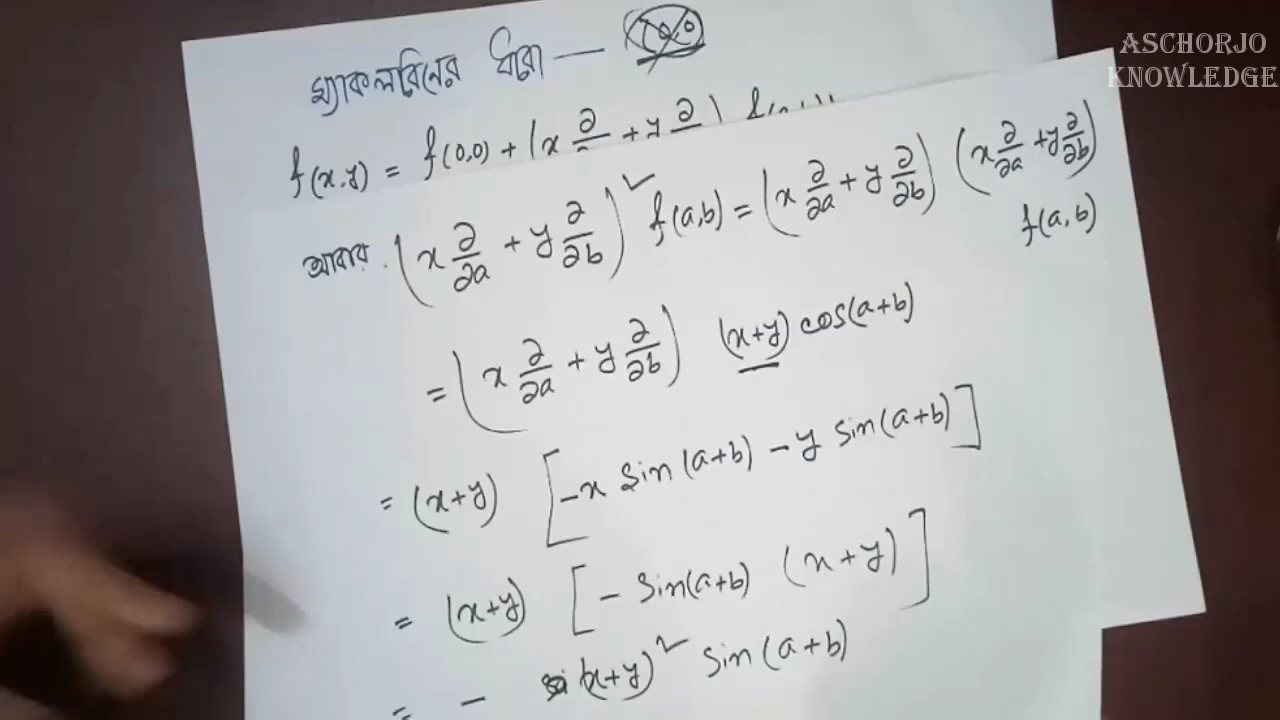 ASCHORJO
KNOWLEDGE
ম্যাকলরিনের ধারা —
f(x,y) = f(0,0) + (x ∂ + y ∂)
আবার. (x ∂/∂a + y ∂/∂b)² f(a,b) = (x ∂/∂a + y ∂/∂b) (x ∂/∂a + y ∂/∂b)
f(a,b)
= (x ∂/∂a + y ∂/∂b) (x+y) cos(a+b)
= (x+y) [-x sin(a+b) - y sin(a+b)]
= (x+y) [- sin(a+b) (x+y)]
= - (x+y)² sin(a+b)